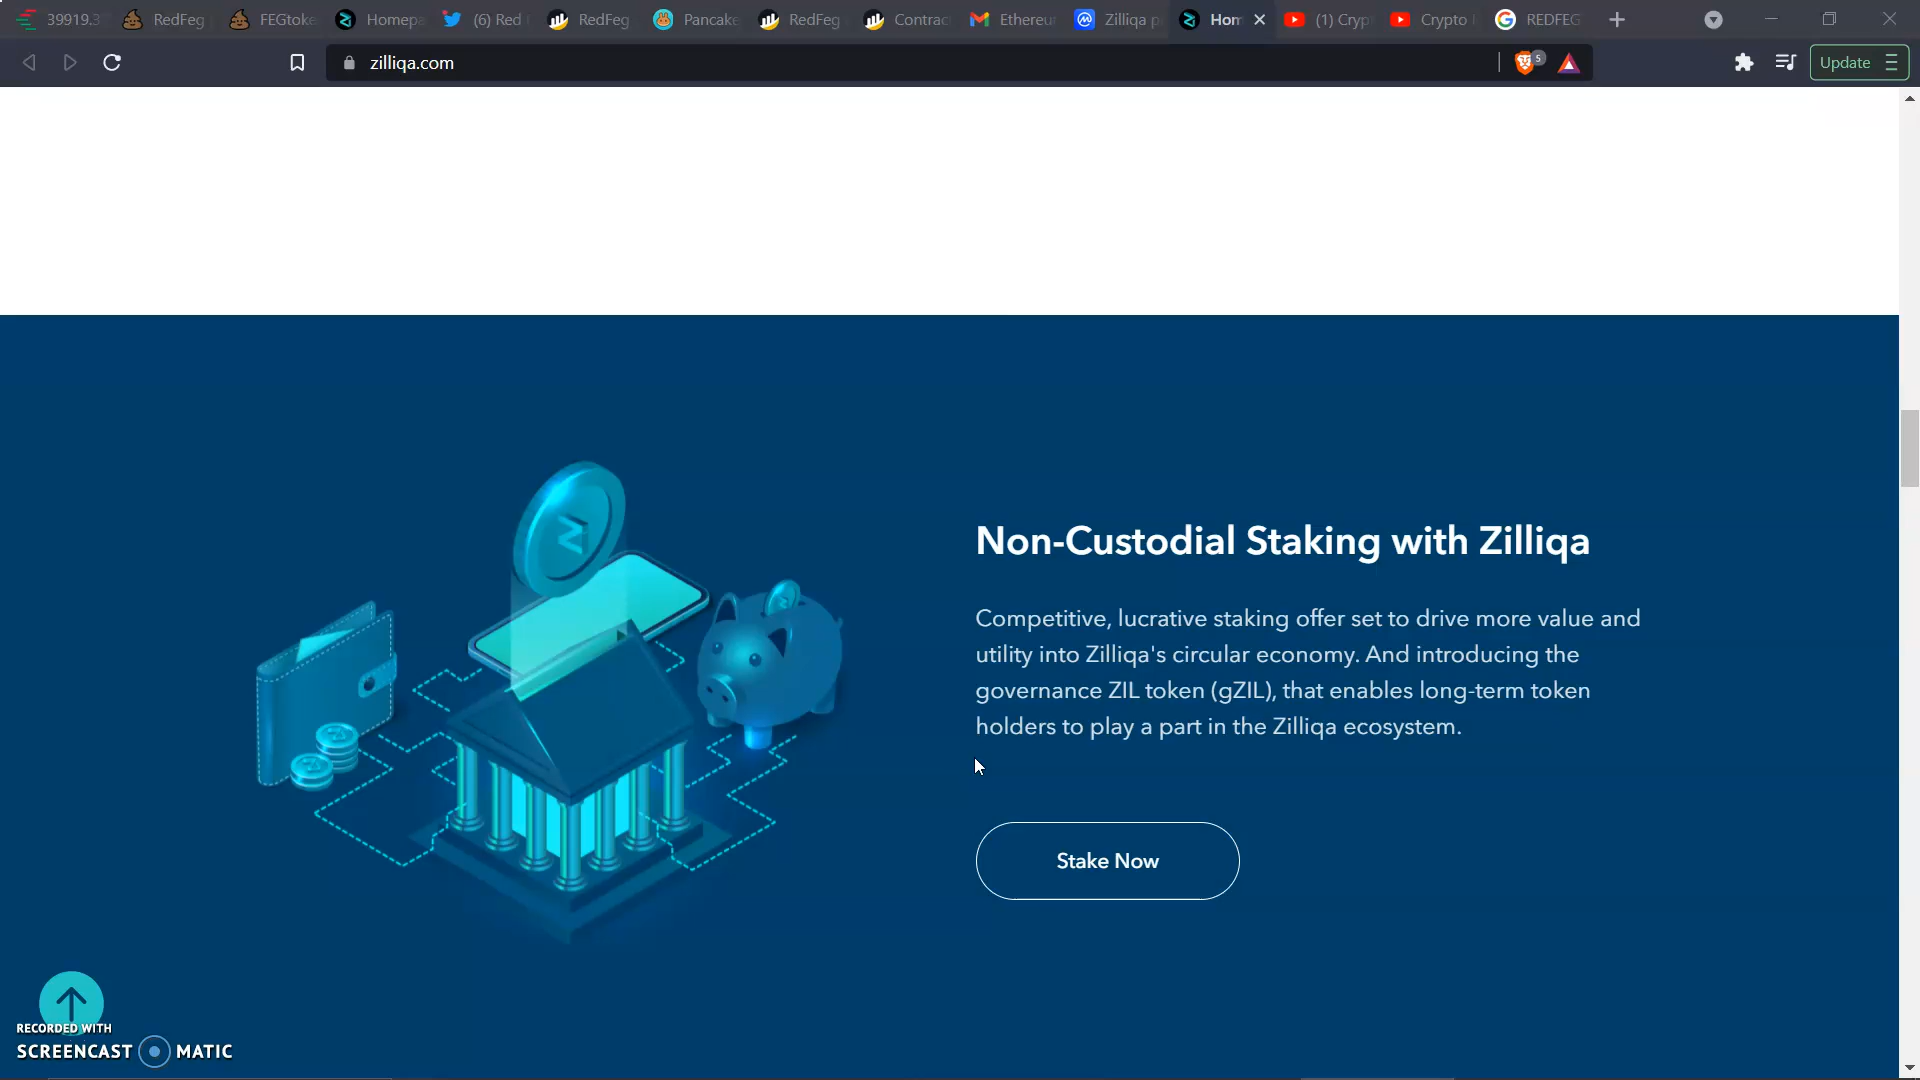 39919.3 RedFeg FEGtoke Homepa (6) Red RedFeg Pancake RedFeg Contrac Ethereu Zilliqa p Hom (1) Cryp Crypto REDFEG
zilliqa.com
5
Update
Non-Custodial Staking with Zilliqa
Competitive, lucrative staking offer set to drive more value and
utility into Zilliqa's circular economy. And introducing the
governance ZIL token (gZIL), that enables long-term token
holders to play a part in the Zilliqa ecosystem.
Stake Now
RECORDED WITH
SCREENCAST MATIC